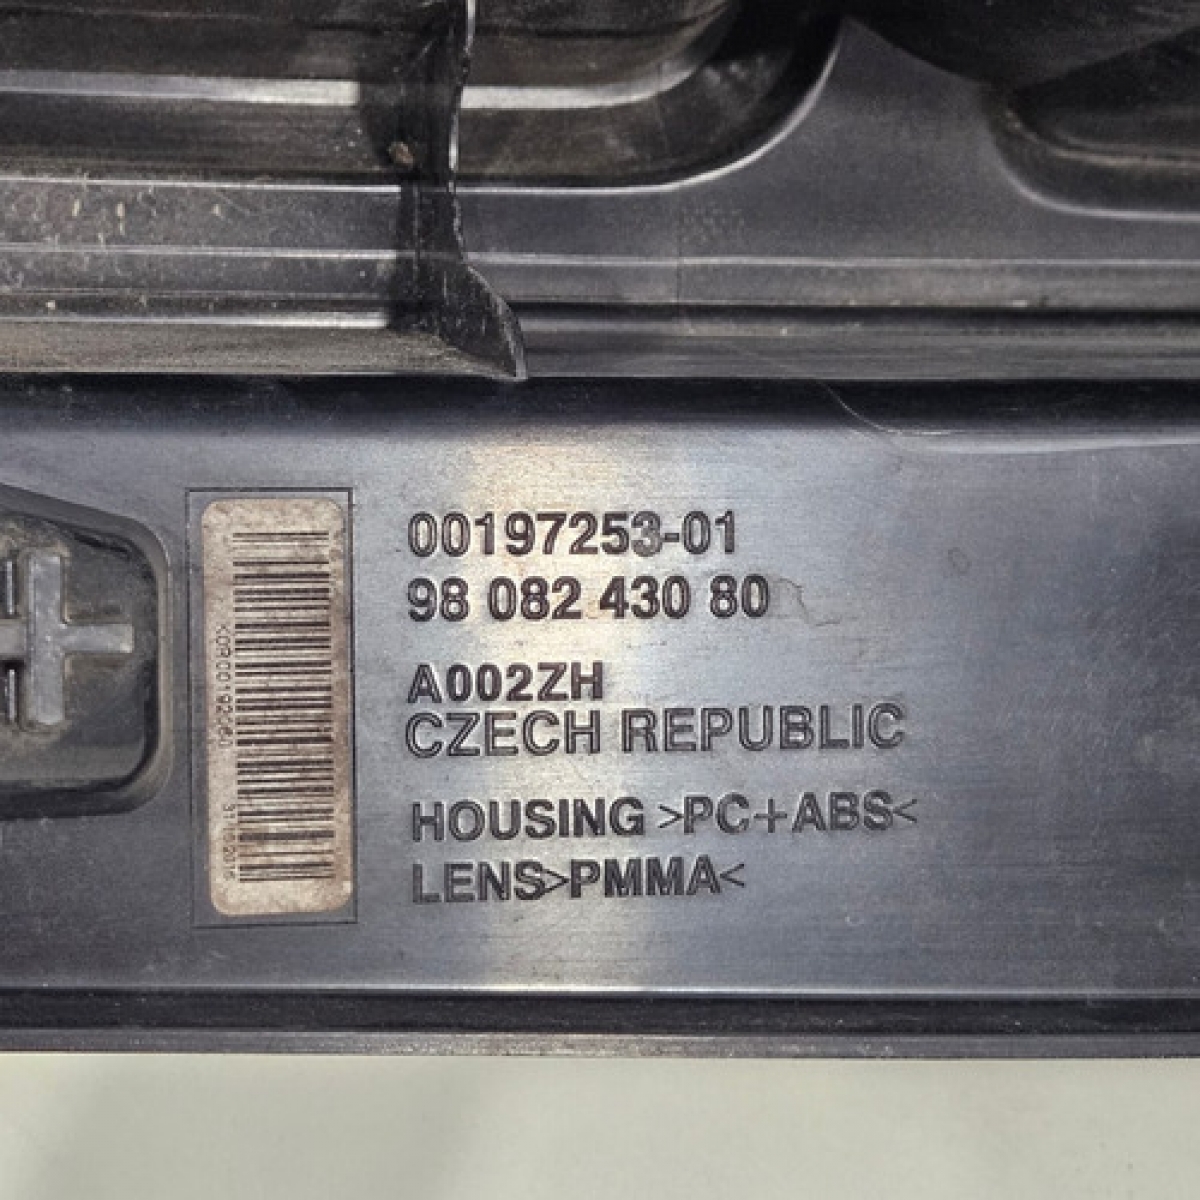 00197253-01
98 082 430 80
A002ZH
CZECH REPUBLIC
HOUSING >PC+ABS<
LENS>PMMA<